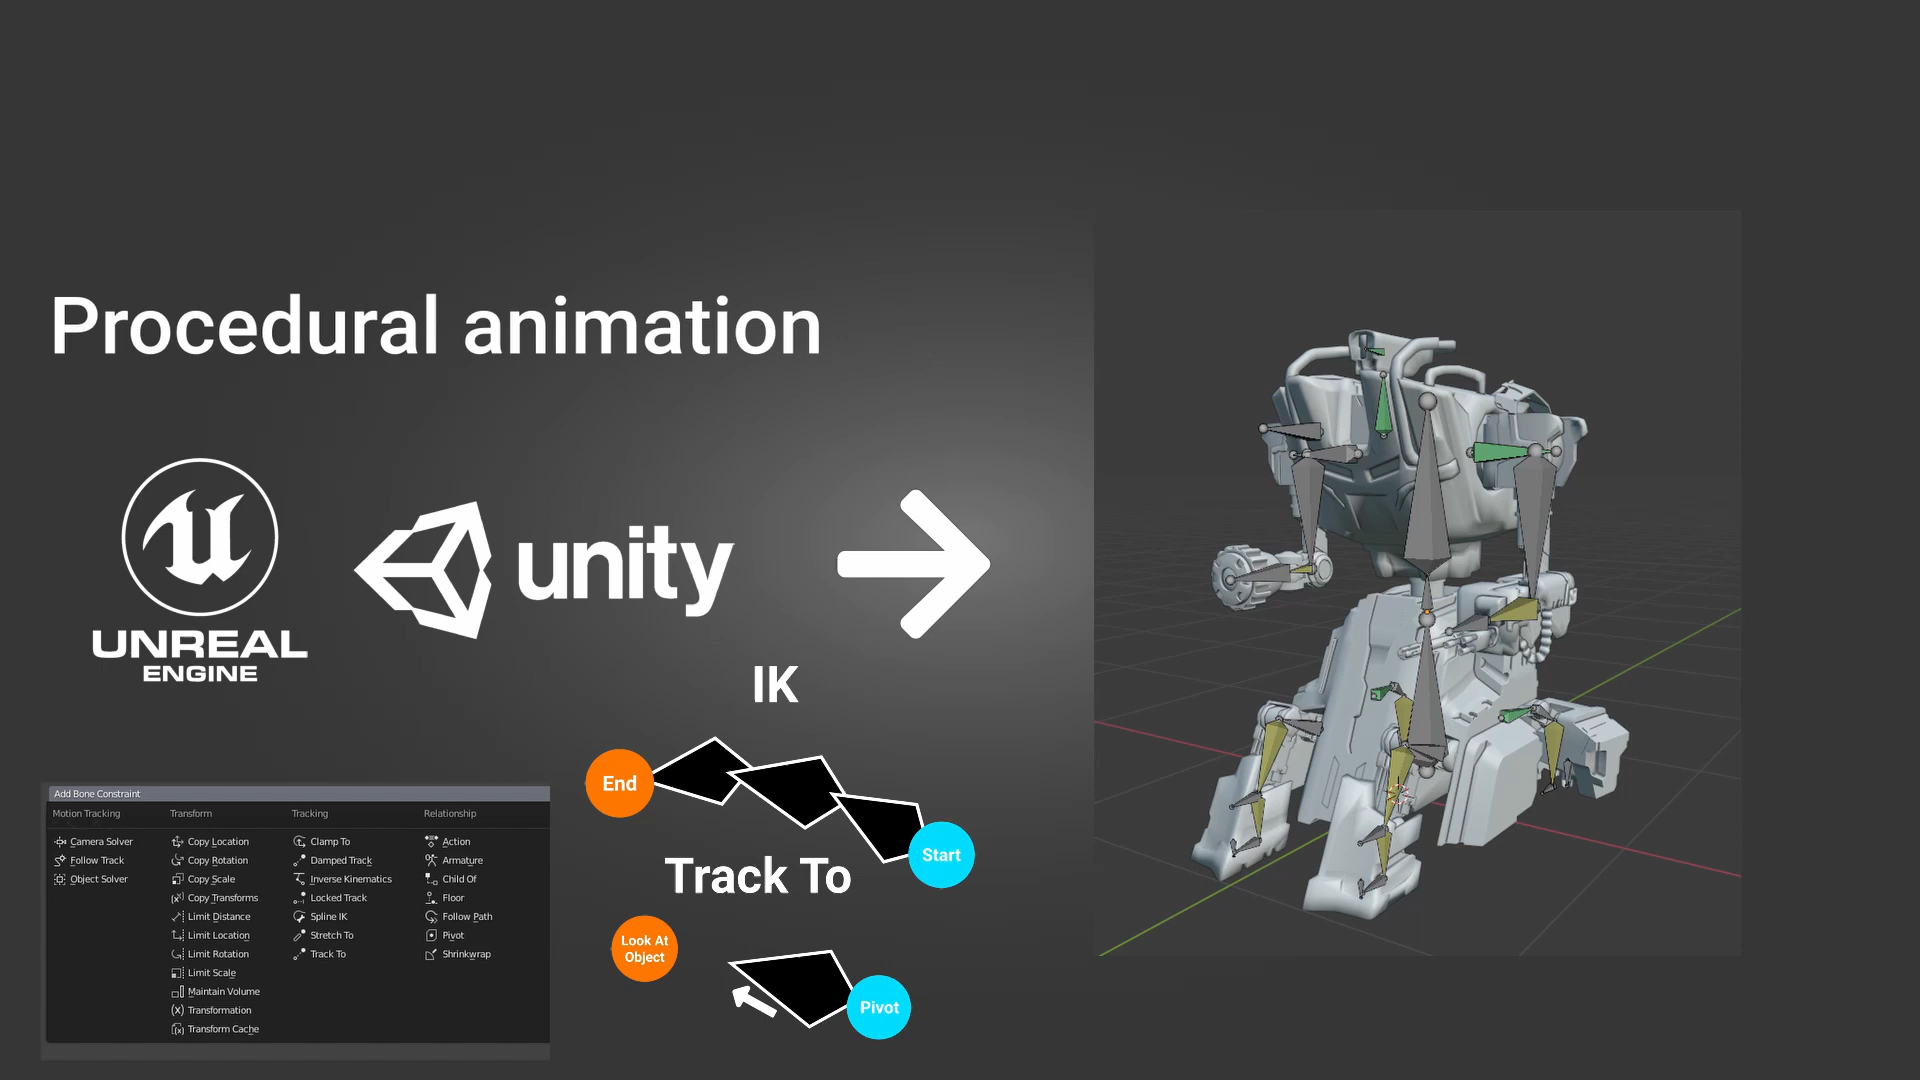 Procedural animation
UNREAL
ENGINE
unity
IK
End
Start
Track To
Look At
Object
Pivot
Add Bone Constraint
Motion Tracking
Camera Solver
Follow Track
Object Solver
Transform
Copy Location
Copy Rotation
Copy Scale
Copy Transforms
Limit Distance
Limit Location
Limit Rotation
Limit Scale
Maintain Volume
Transformation
Transform Cache
Tracking
Clamp To
Damped Track
Inverse Kinematics
Locked Track
Spline IK
Stretch To
Track To
Relationship
Action
Armature
Child Of
Floor
Follow Path
Pivot
Shrinkwrap